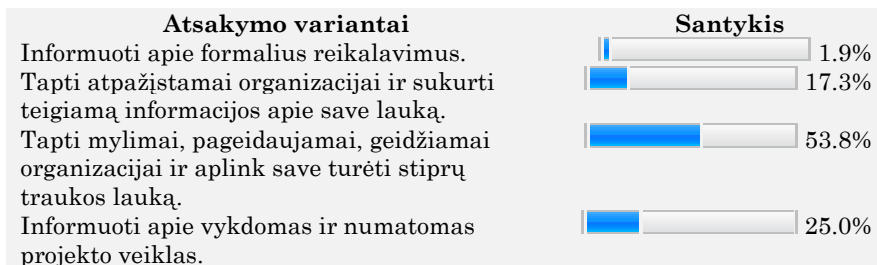 Atsakymo variantai Santykis
Informuoti apie formalius reikalavimus. 1.9%
Tapti atpažįstamai organizacijai ir sukurti 17.3%
teigiamą informacijos apie save lauką.
Tapti mylimai, pageidaujamai, geidžiamai 53.8%
organizacijai ir aplink save turėti stiprų
traukos lauką.
Informuoti apie vykdomas ir numatomas 25.0%
projekto veiklas.